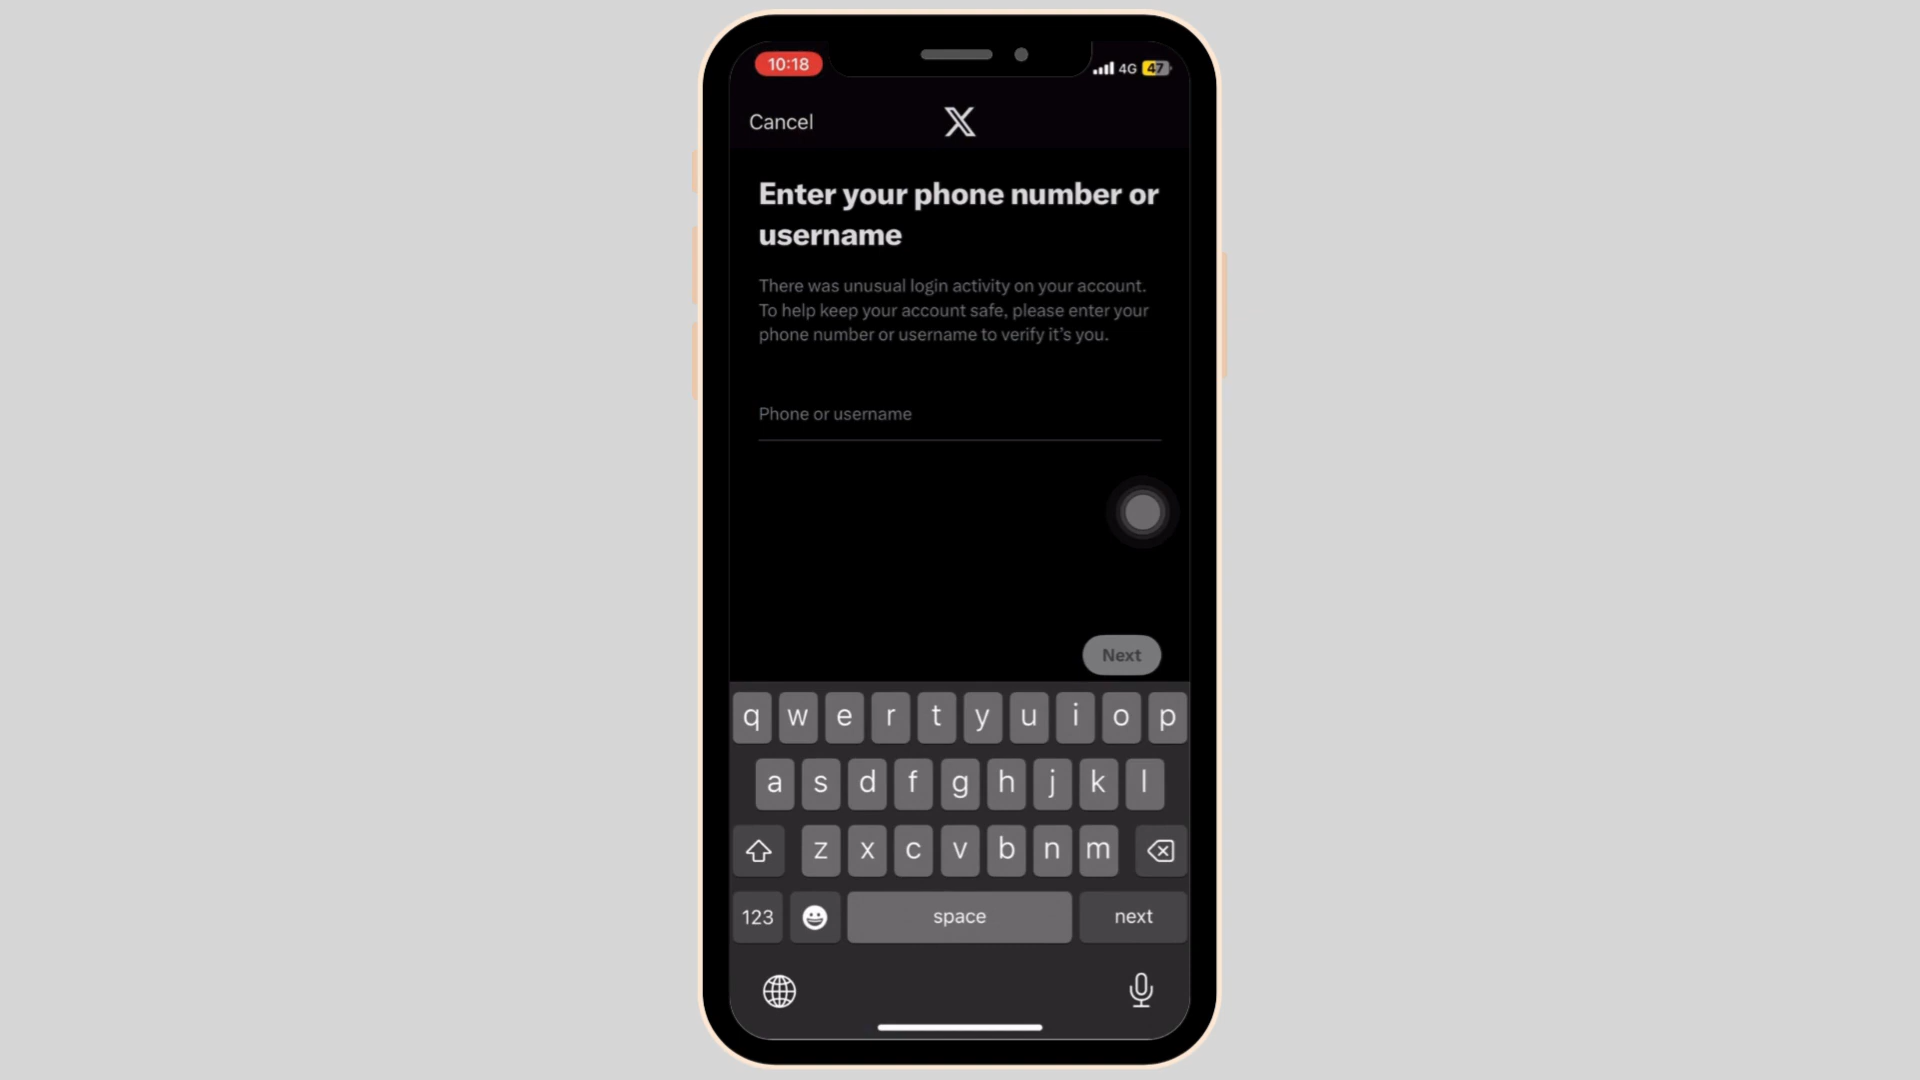 10:18
4G 47
Cancel
X
Enter your phone number or
username
There was unusual login activity on your account.
To help keep your account safe, please enter your
phone number or username to verify it's you.
Phone or username
Next
q w e r t y u i o p
a s d f g h j k l
z x c v b n m
123 space next